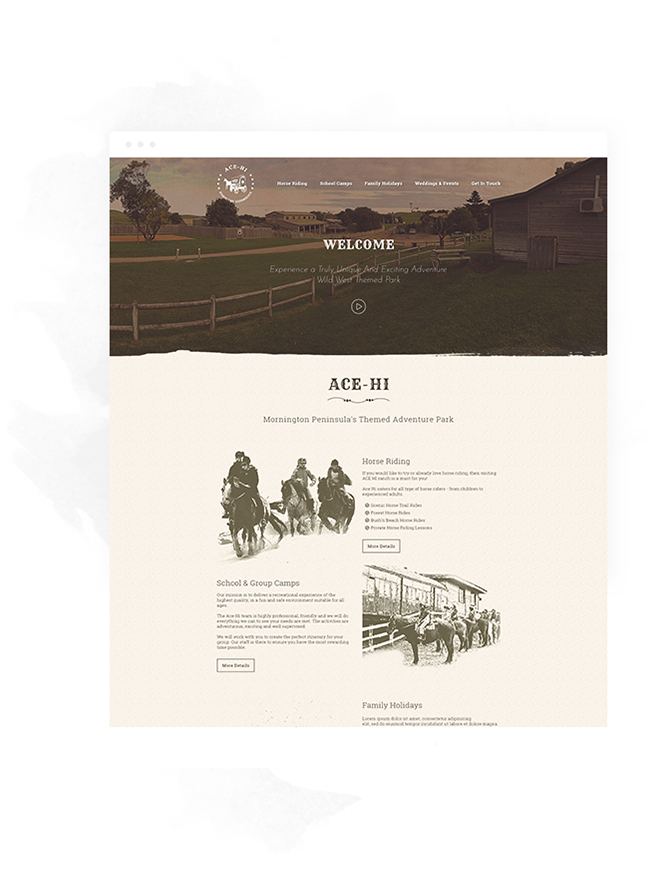 ACE-HI
Horse Riding
School Camps
Family Holidays
Weddings & Events
Get In Touch
WELCOME
Experience a Truly Unique And Exciting Adventure
Wild West Themed Park
ACE-HI
Mornington Peninsula's Themed Adventure Park
Horse Riding
If you would like to try or already love horse riding, then visiting
ACE HI ranch is a must for you!
Ace Hi caters for all type of horse riders - from children to
experienced adults.
Scenic Horse Trail Rides
Forest Horse Rides
Bush & Beach Horse Rides
Private Horse Riding Lessons
More Details
School & Group Camps
Our mission is to deliver a recreational experience of the
highest quality, in a fun and safe environment suitable for all
ages.
The Ace-Hi team is highly professional, friendly and we will do
everything we can to see your needs are met. The activities are
adventurous, exciting and well supervised.
We will work with you to create the perfect itinerary for your
group. Our staff is there to ensure you have the most rewarding
time possible.
More Details
Family Holidays
Lorem ipsum dolor sit amet, consectetur adipiscing
elit, sed do eiusmod tempor incididunt ut labore et dolore magna